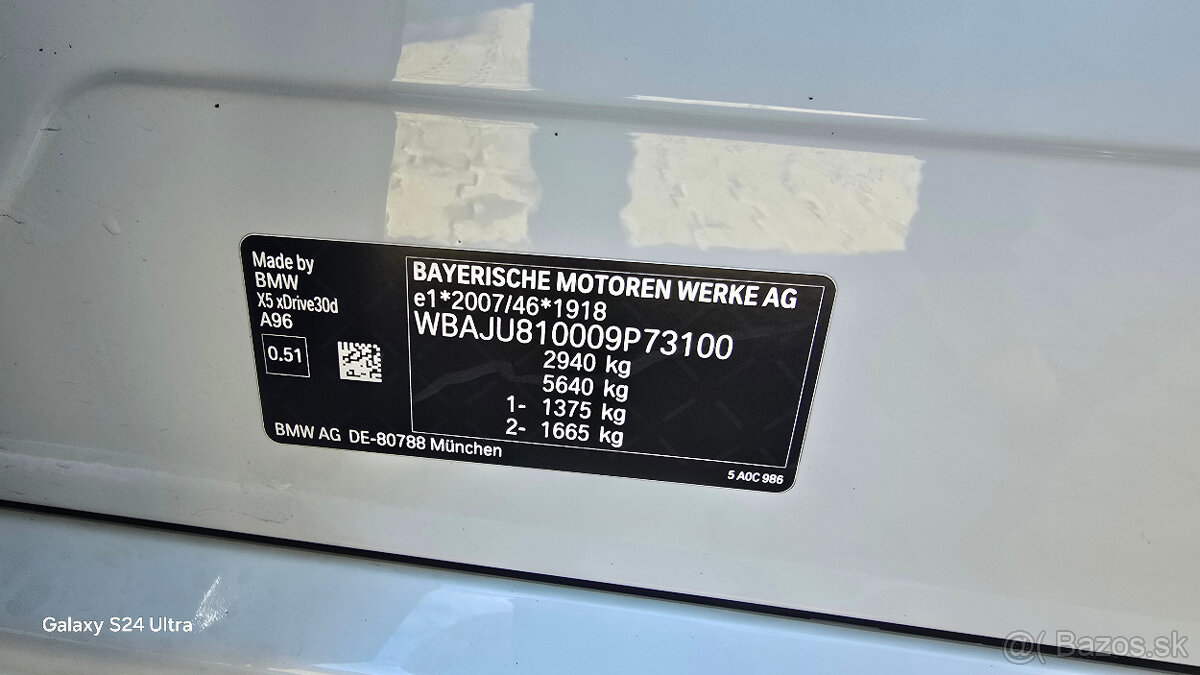 Made by
BMW
X5 xDrive30d
A96
0.51
BAYERISCHE MOTOREN WERKE AG
e1*2007/46*1918
WBAJU810009P73100
2940 kg
5640 kg
1- 1375 kg
2- 1665 kg
BMW AG DE-80788 München
5 A0C 986
Galaxy S24 Ultra
Bazos.sk